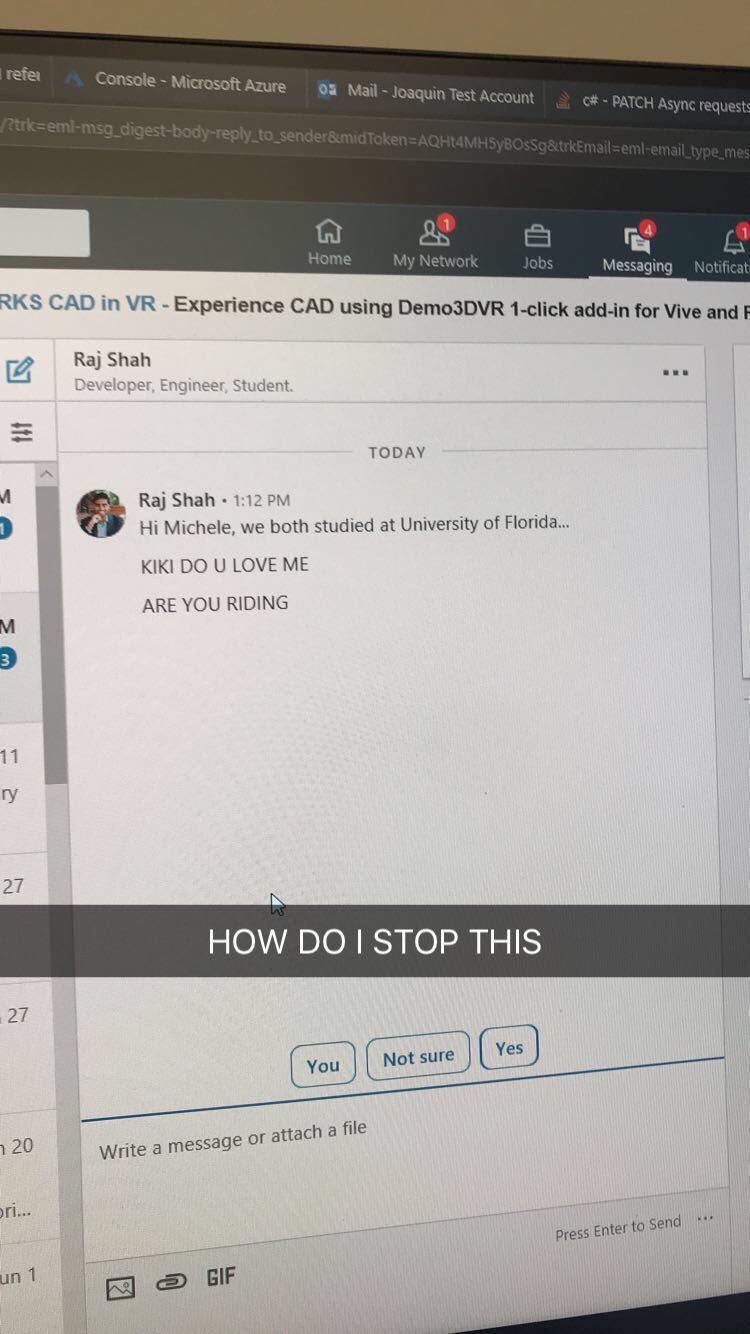 refer
Console - Microsoft Azure
Mail - Joaquin Test Account
c# - PATCH Async requests
/?trk=eml-msg_digest-body-reply_to_sender&midToken=AQHt4MH5yBOsSg&trkEmail=eml-email_type_mes
Home
1
My Network
Jobs
4
Messaging
1
Notificat
RKS CAD in VR - Experience CAD using Demo3DVR 1-click add-in for Vive and R
Raj Shah
Developer, Engineer, Student.
TODAY
M
1
Raj Shah • 1:12 PM
Hi Michele, we both studied at University of Florida...
KIKI DO U LOVE ME
ARE YOU RIDING
M
3
11
ry
27
HOW DO I STOP THIS
27
You
Not sure
Yes
Write a message or attach a file
n 20
ori...
Press Enter to Send
un 1
GIF